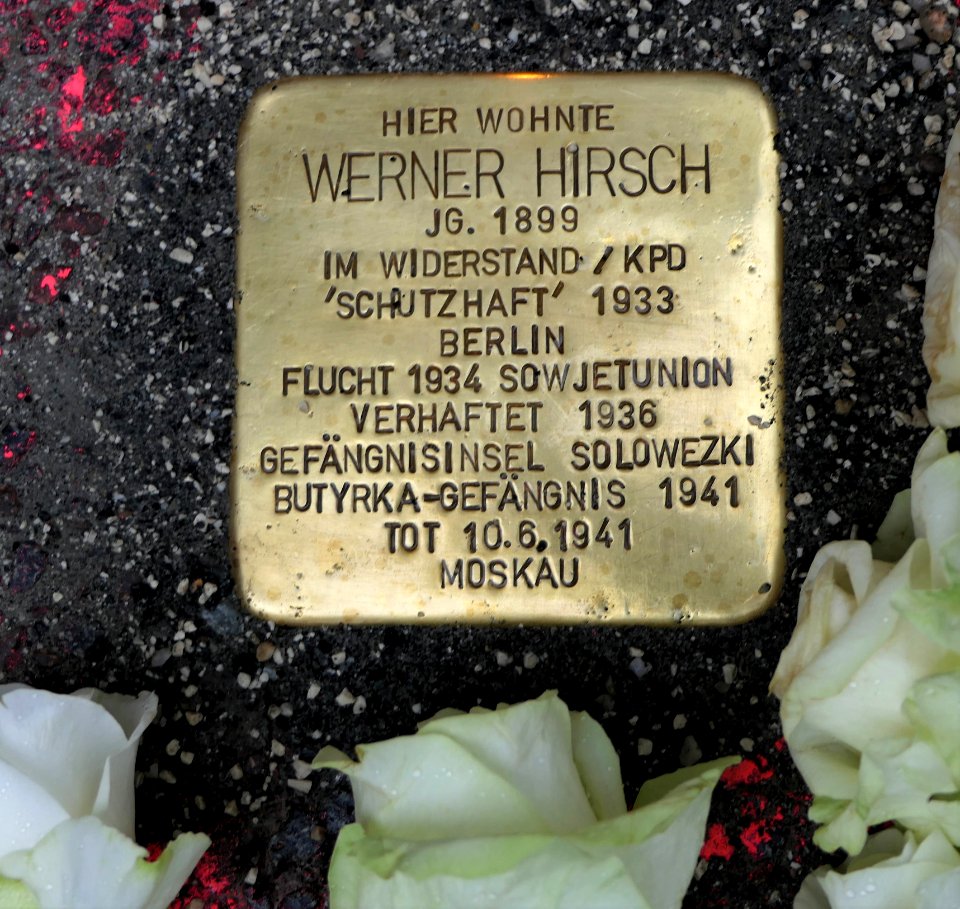 HIER WOHNTE
WERNER HIRSCH
JG. 1899
IM WIDERSTAND / KPD
'SCHUTZHAFT' 1933
BERLIN
FLUCHT 1934 SOWJETUNION
VERHAFTET 1936
GEFÄNGNISINSEL SOLOWEZKI
BUTYRKA-GEFÄNGNIS 1941
TOT 10.6.1941
MOSKAU